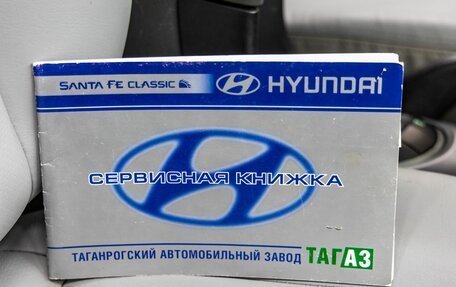 SANTA FE CLASSIC HYUNDAI
СЕРВИСНАЯ КНИЖКА
ТАГАНРОГСКИЙ АВТОМОБИЛЬНЫЙ ЗАВОД ТАГАЗ